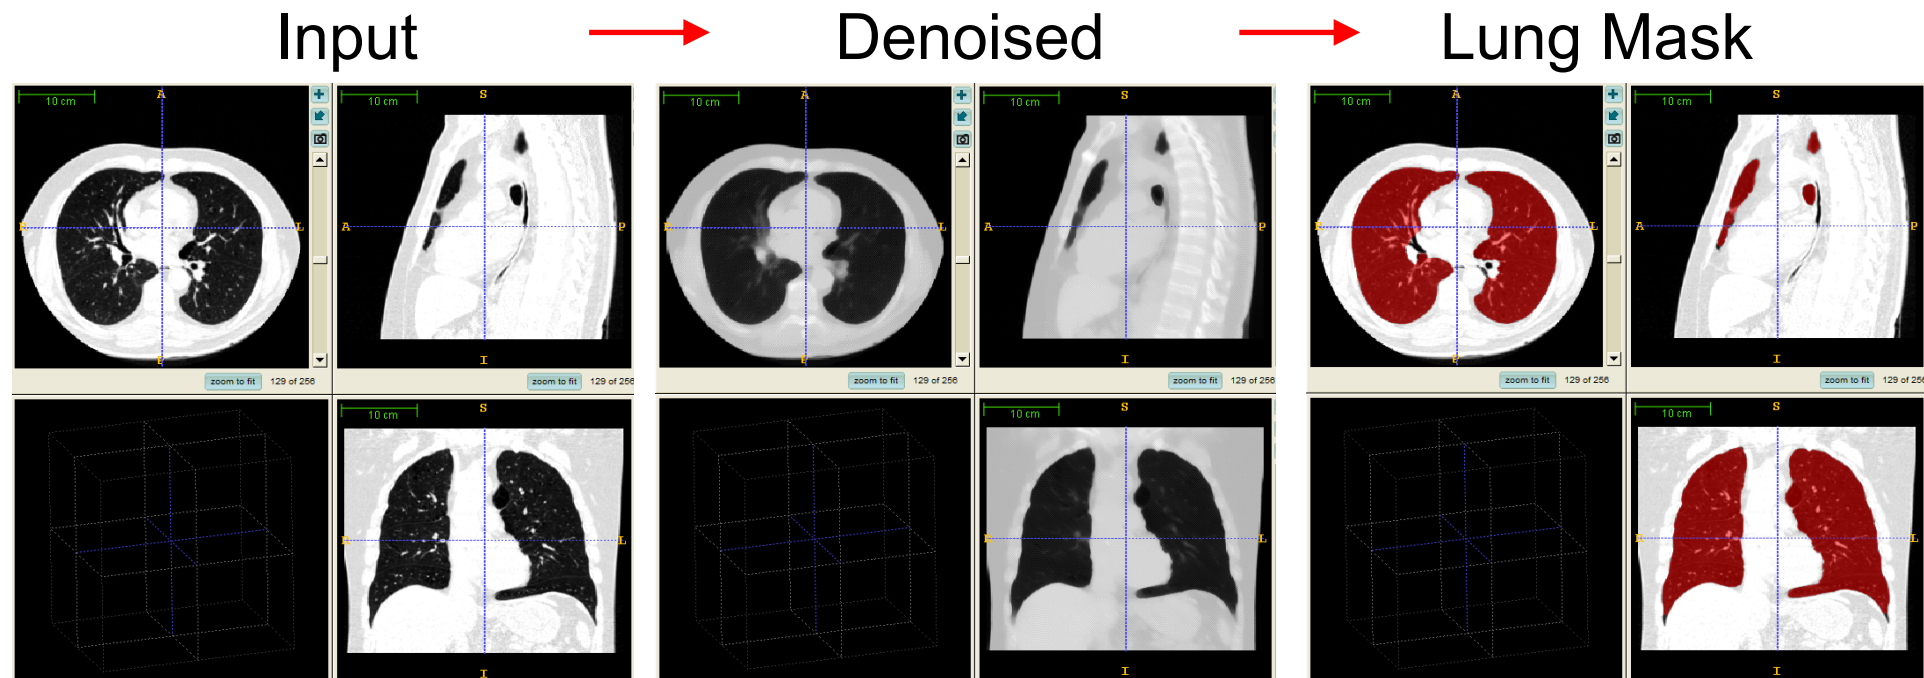 Input Denoised Lung Mask
10 cm A 10 cm S 10 cm A 10 cm S 10 cm A 10 cm S
L A P L A P L A P
I I I
zoom to fit 129 of 256 zoom to fit 129 of 256 zoom to fit 129 of 256 zoom to fit 129 of 256 zoom to fit 129 of 256 zoom to fit 129 of 256
10 cm S 10 cm S 10 cm S
L L L
I I I